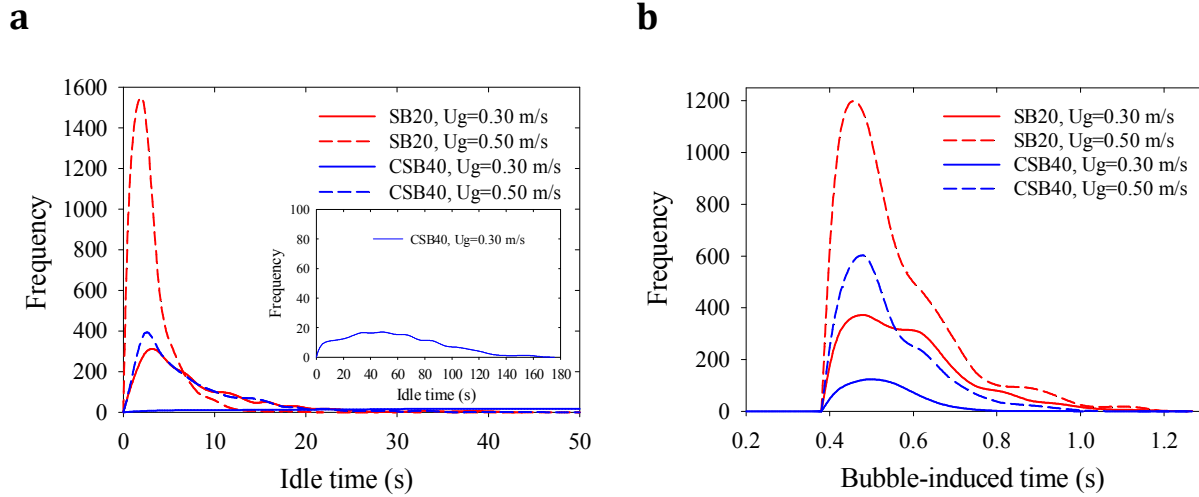 a
1600
1400
1200
1000
800
600
400
200
0
Frequency
0 10 20 30 40 50
Idle time (s)
SB20, Ug=0.30 m/s
SB20, Ug=0.50 m/s
CSB40, Ug=0.30 m/s
CSB40, Ug=0.50 m/s
100
80
60
40
20
0
Frequency
CSB40, Ug=0.30 m/s
0 20 40 60 80 100 120 140 160 180
Idle time (s)
b
1200
1000
800
600
400
200
0
Frequency
0.2 0.4 0.6 0.8 1.0 1.2
Bubble-induced time (s)
SB20, Ug=0.30 m/s
SB20, Ug=0.50 m/s
CSB40, Ug=0.30 m/s
CSB40, Ug=0.50 m/s